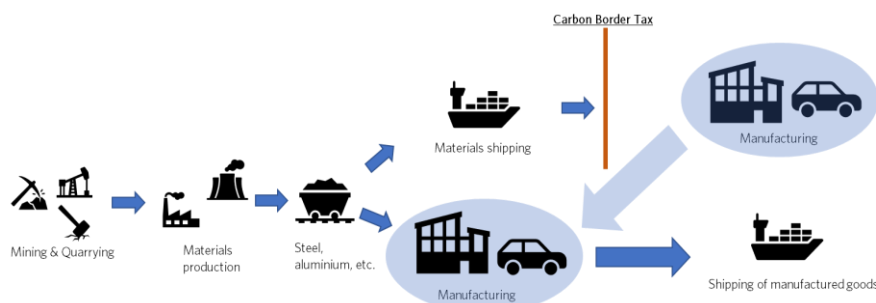 Carbon Border Tax
Manufacturing
Materials shipping
Mining & Quarrying
Materials
production
Steel,
aluminium, etc.
Manufacturing
Shipping of manufactured goods